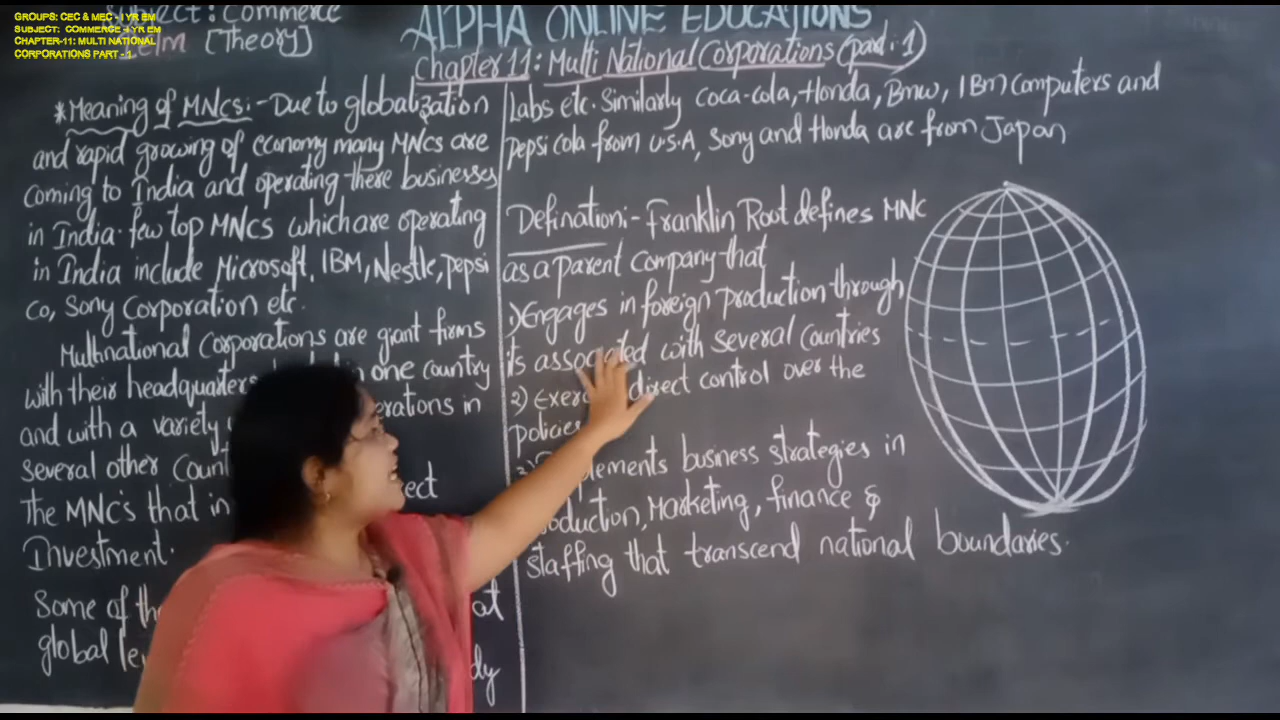 GROUPS: CEC & MEC - I YR EM
SUBJECT: COMMERCE -I YR EM
CHAPTER-11: MULTI NATIONAL
CORPORATIONS PART - 1
Subject: Commerce
[Theory]
ALPHA ONLINE EDUCATIONS
Chapter 11: Multi National Corporations (part: 1)
*Meaning of MNCs:- Due to globalization
and rapid growing of economy many MNCs are
coming to India and operating there businesses
in India. few top MNCs which are operating
in India include Microsoft, IBM, Nestle, pepsi
Co, Sony Corporation etc.
Multinational Corporations are giant firms
with their headquarters in one country
and with a variety
several other
the MNC's that in
Investment.
Some of the at
global
Labs etc. Similarly Coca-cola, Honda, Bmw, IBM Computers and
pepsi cola from U.S.A, Sony and Honda are from Japan
Defination:- Franklin Root defines MNC
as a parent Company that
1) Engages in foreign production through
its associated with several Countries
2) direct control over the
policies
3) business strategies in
production, Marketing, finance &
staffing that transcend national boundaries.